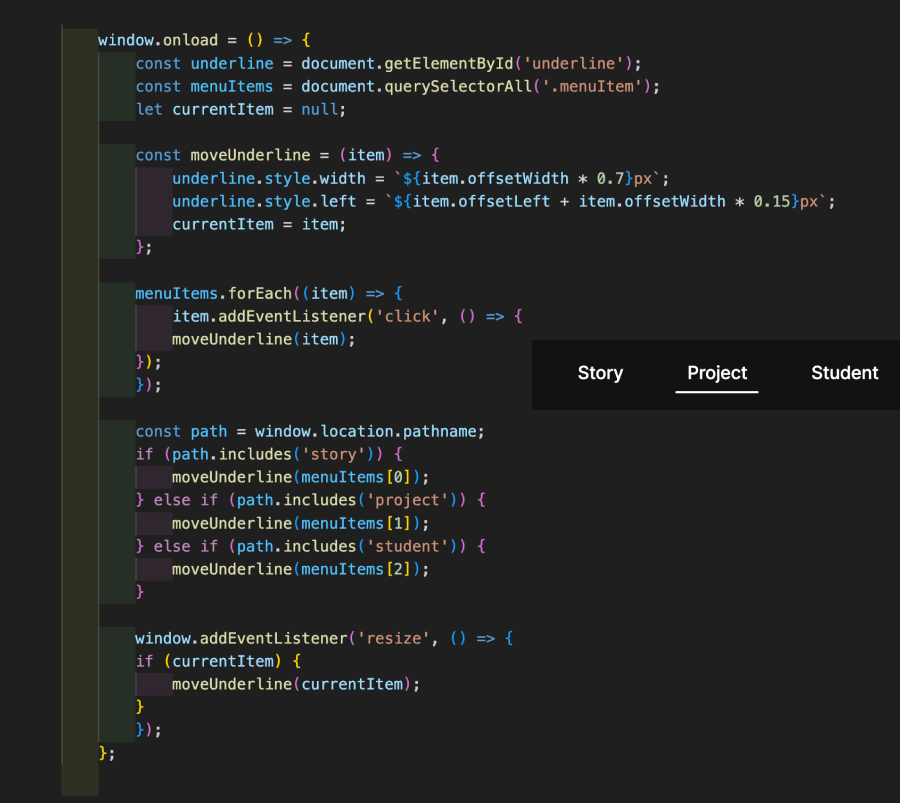 window.onload = () => {
const underline = document.getElementById('underline');
const menuItems = document.querySelectorAll('.menuItem');
let currentItem = null;
const moveUnderline = (item) => {
underline.style.width = `${item.offsetWidth * 0.7}px`;
underline.style.left = `${item.offsetLeft + item.offsetWidth * 0.15}px`;
currentItem = item;
};
menuItems.forEach((item) => {
item.addEventListener('click', () => {
moveUnderline(item);
});
});
Story Project Student
const path = window.location.pathname;
if (path.includes('story')) {
moveUnderline(menuItems[0]);
} else if (path.includes('project')) {
moveUnderline(menuItems[1]);
} else if (path.includes('student')) {
moveUnderline(menuItems[2]);
}
window.addEventListener('resize', () => {
if (currentItem) {
moveUnderline(currentItem);
}
});
};